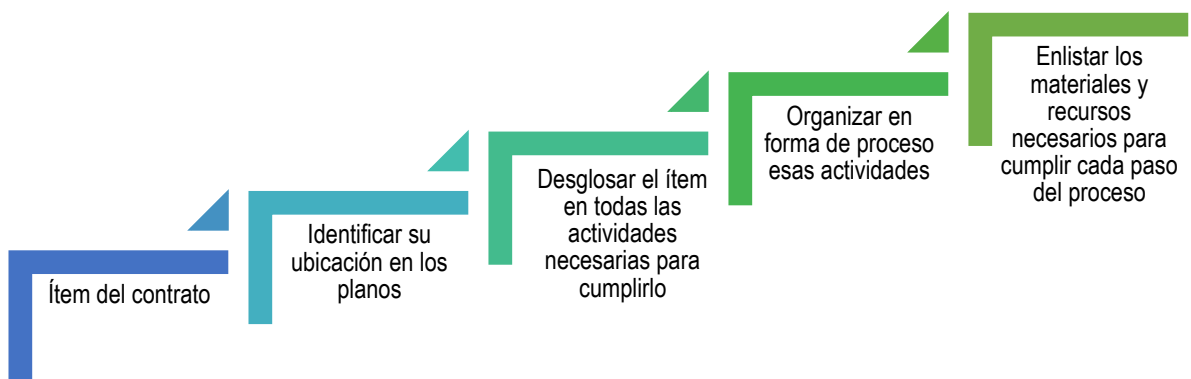 Ítem del contrato
Identificar su
ubicación en los
planos
Desglosar el ítem
en todas las
actividades
necesarias para
cumplirlo
Organizar en
forma de proceso
esas actividades
Enlistar los
materiales y
recursos
necesarios para
cumplir cada paso
del proceso